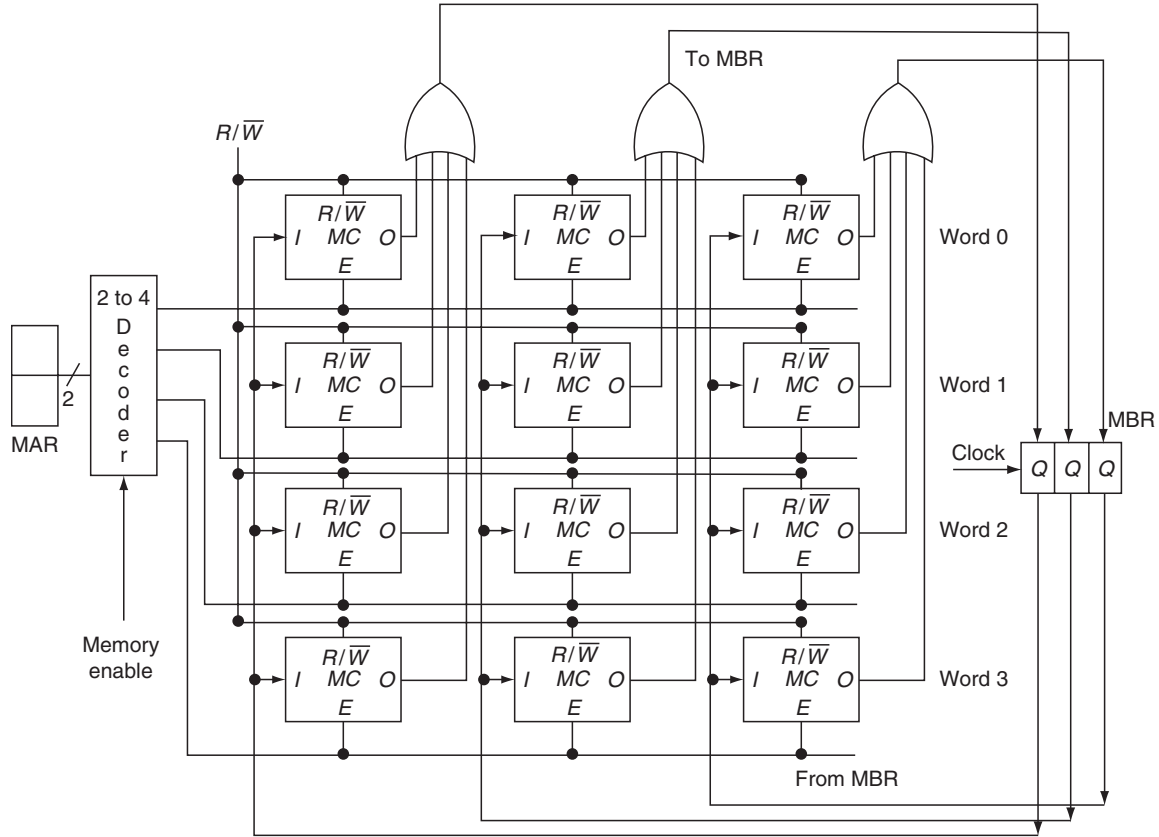 To MBR
R/W̅
R/W̅
I MC O
E
R/W̅
I MC O
E
R/W̅
I MC O
E
Word 0
2 to 4
D
e
c
o
d
e
r
2
MAR
R/W̅
I MC O
E
R/W̅
I MC O
E
R/W̅
I MC O
E
Word 1
MBR
Clock
Q Q Q
R/W̅
I MC O
E
R/W̅
I MC O
E
R/W̅
I MC O
E
Word 2
Memory
enable
R/W̅
I MC O
E
R/W̅
I MC O
E
R/W̅
I MC O
E
Word 3
From MBR